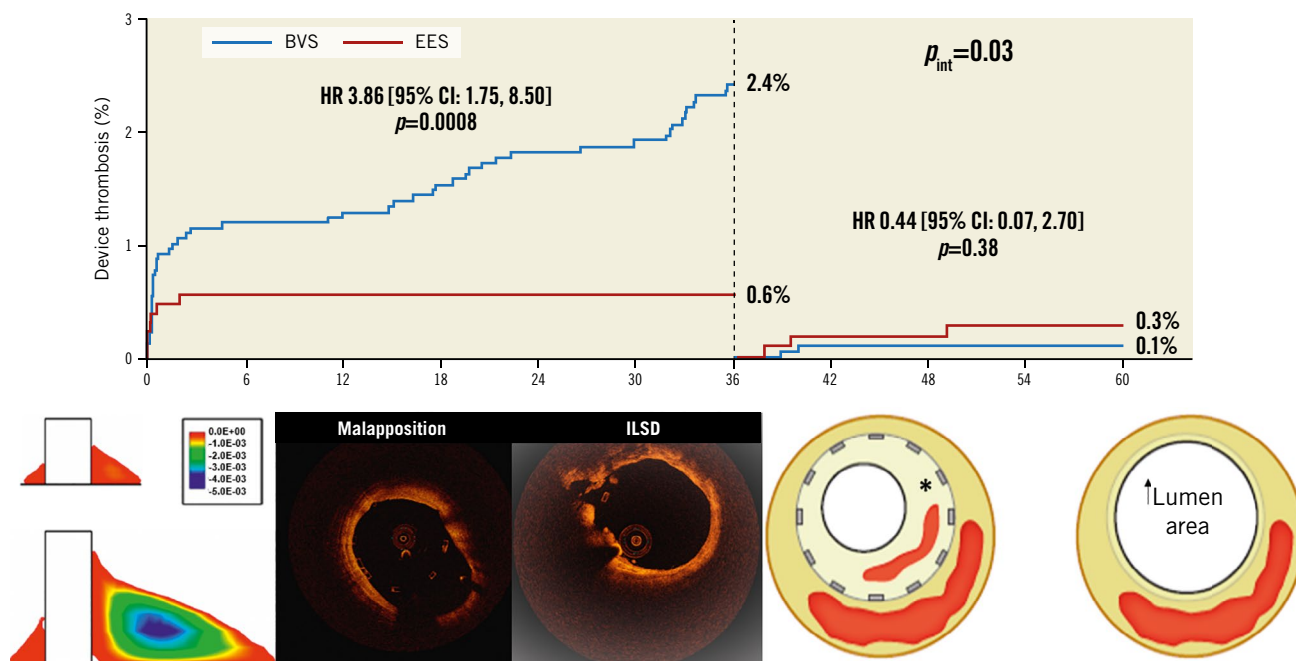 3
BVS
EES
p_int=0.03
2.4%
HR 3.86 [95% CI: 1.75, 8.50]
p=0.0008
2
Device thrombosis (%)
HR 0.44 [95% CI: 0.07, 2.70]
p=0.38
1
0.6%
0.3%
0.1%
0
0 6 12 18 24 30 36 42 48 54 60
0.0E+00
-1.0E-03
-2.0E-03
-3.0E-03
-4.0E-03
-5.0E-03
Malapposition
ILSD
*
↑Lumen
area